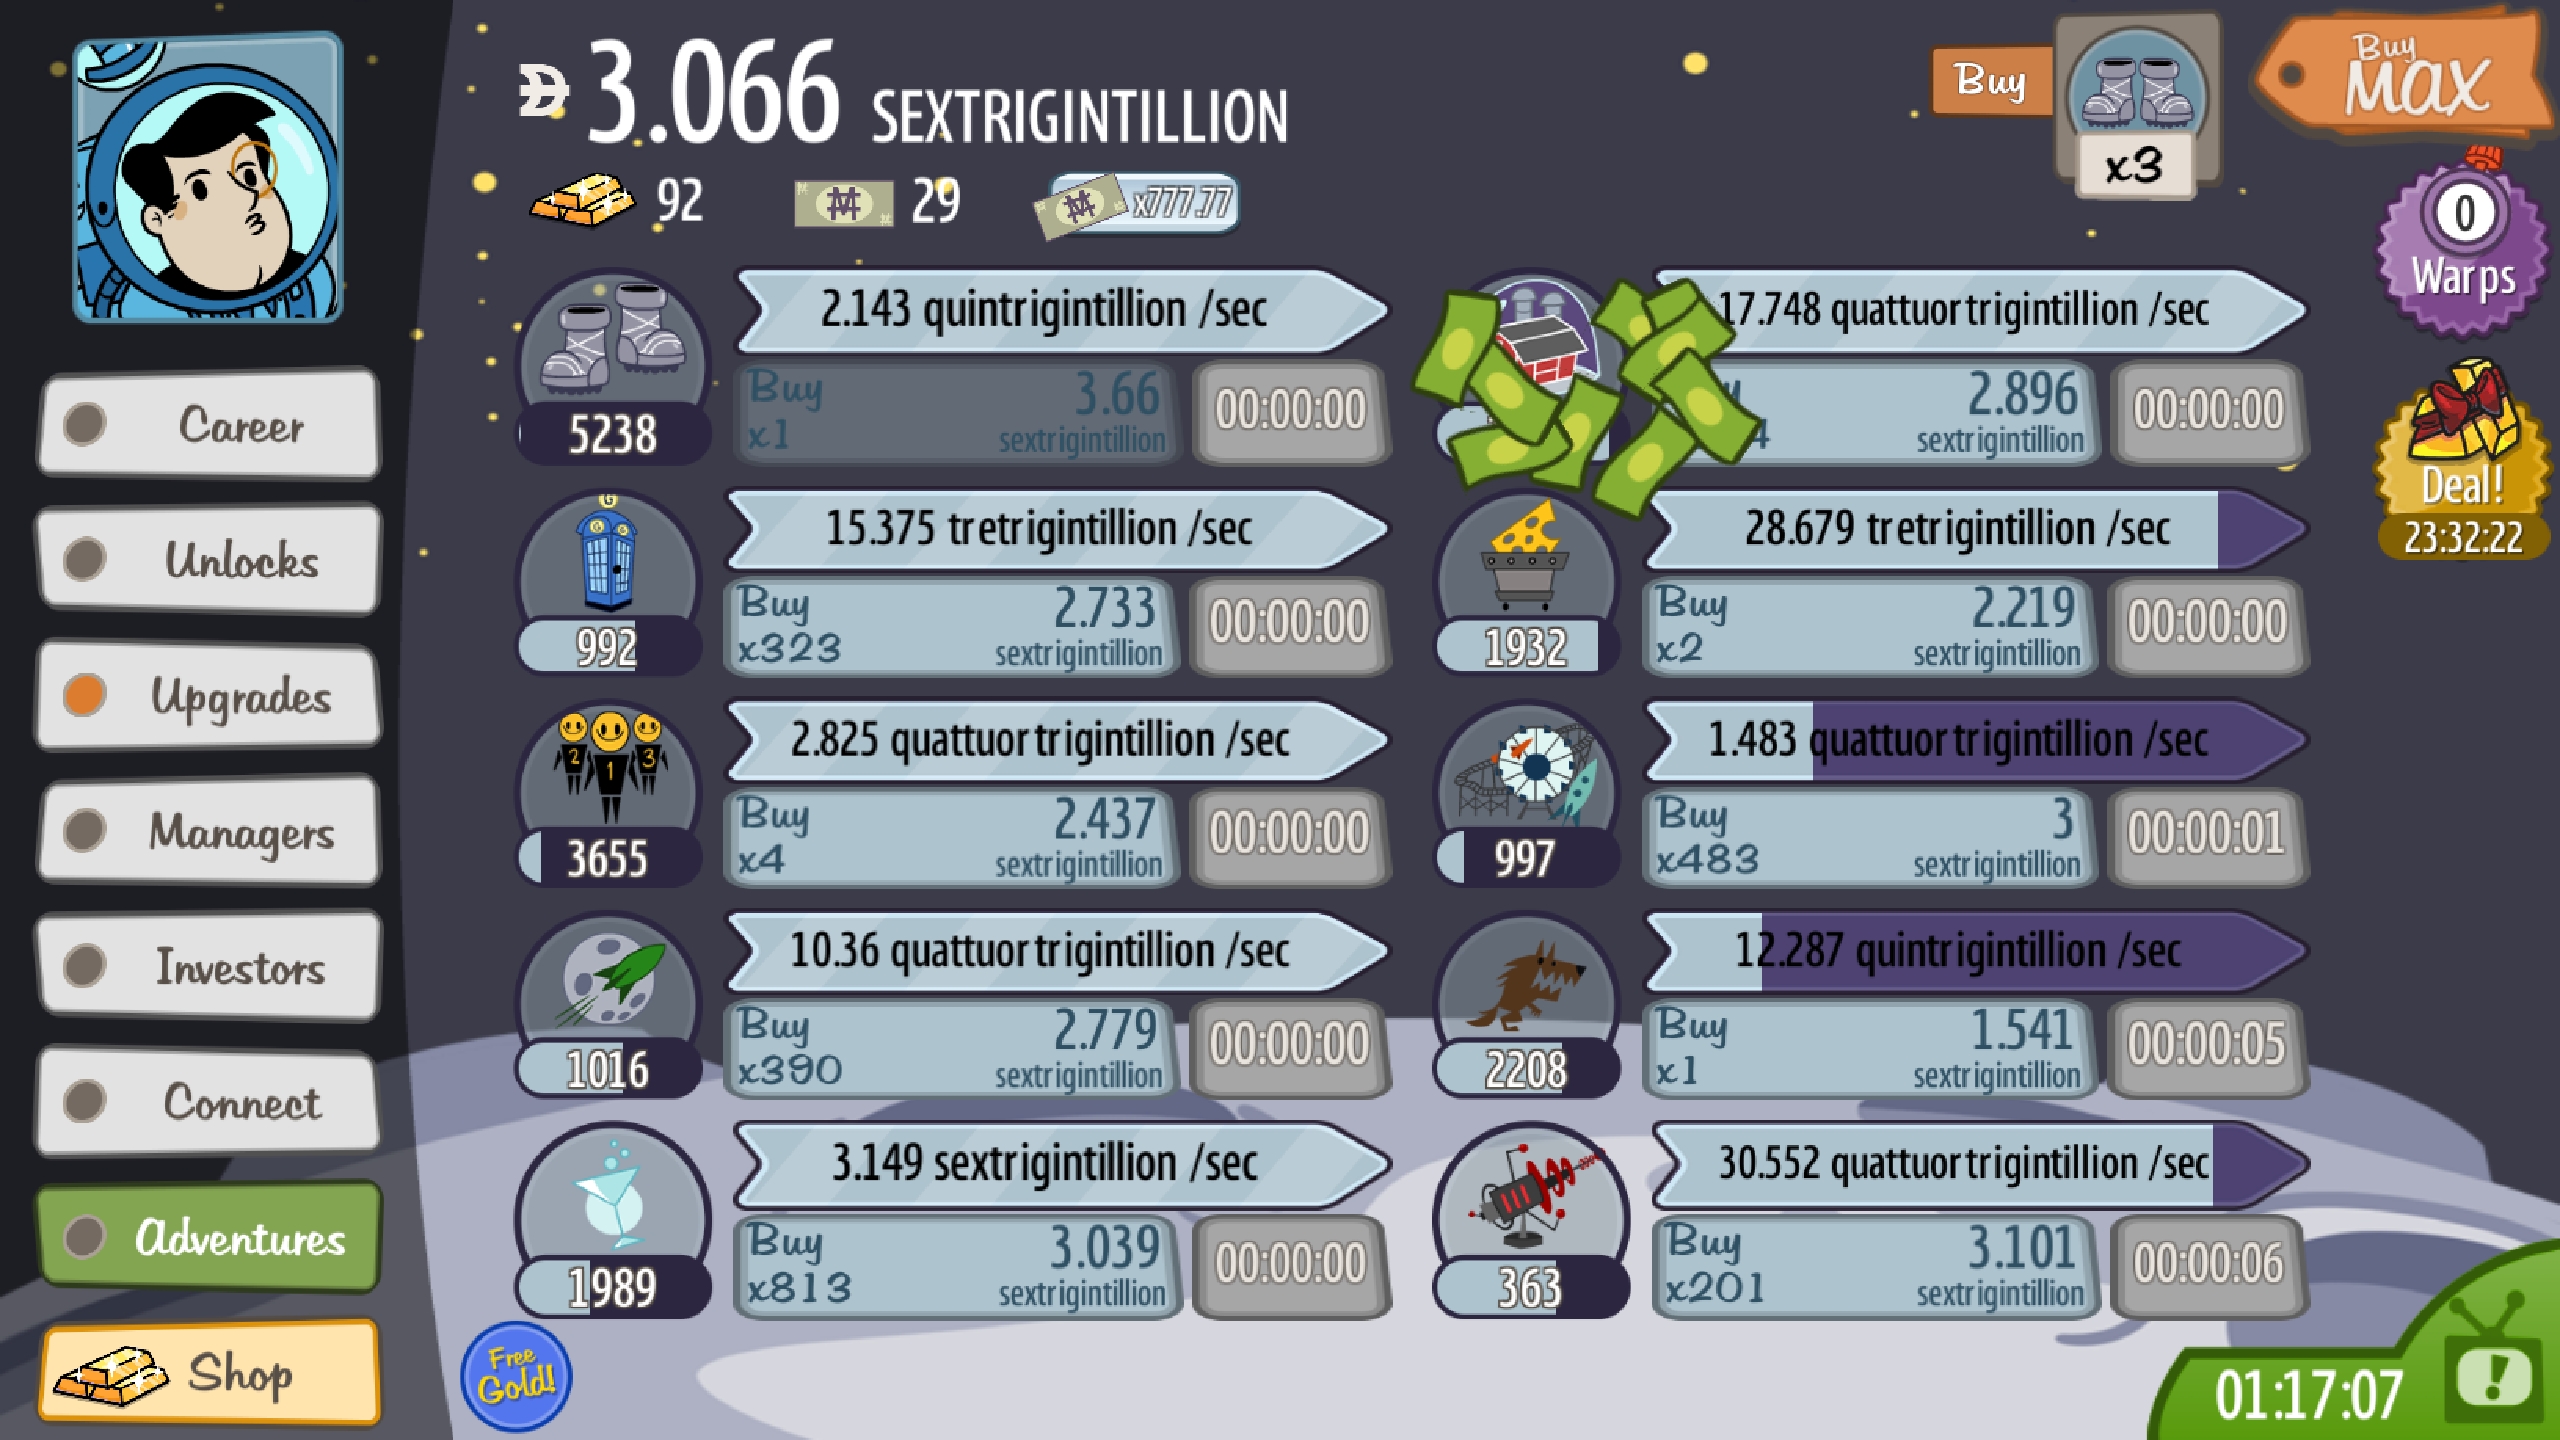 3.066 SEXTRIGINTILLION
92
29
x777.77
Buy
x3
Buy
MAX
0
Warps
Deal!
23:32:22
Career
Unlocks
Upgrades
Managers
Investors
Connect
Adventures
Shop
2.143 quintrigintillion /sec
5238
Buy
x1
3.66
sextrigintillion
00:00:00
17.748 quattuortrigintillion /sec
2.896
sextrigintillion
00:00:00
15.375 tretrigintillion /sec
992
Buy
x323
2.733
sextrigintillion
00:00:00
28.679 tretrigintillion /sec
1932
Buy
x2
2.219
sextrigintillion
00:00:00
2.825 quattuortrigintillion /sec
2
1
3
3655
Buy
x4
2.437
sextrigintillion
00:00:00
1.483 quattuortrigintillion /sec
997
Buy
x483
3
sextrigintillion
00:00:01
10.36 quattuortrigintillion /sec
1016
Buy
x390
2.779
sextrigintillion
00:00:00
12.287 quintrigintillion /sec
2208
Buy
x1
1.541
sextrigintillion
00:00:05
3.149 sextrigintillion /sec
1989
Buy
x813
3.039
sextrigintillion
00:00:00
30.552 quattuortrigintillion /sec
363
Buy
x201
3.101
sextrigintillion
00:00:06
Free
Gold!
01:17:07